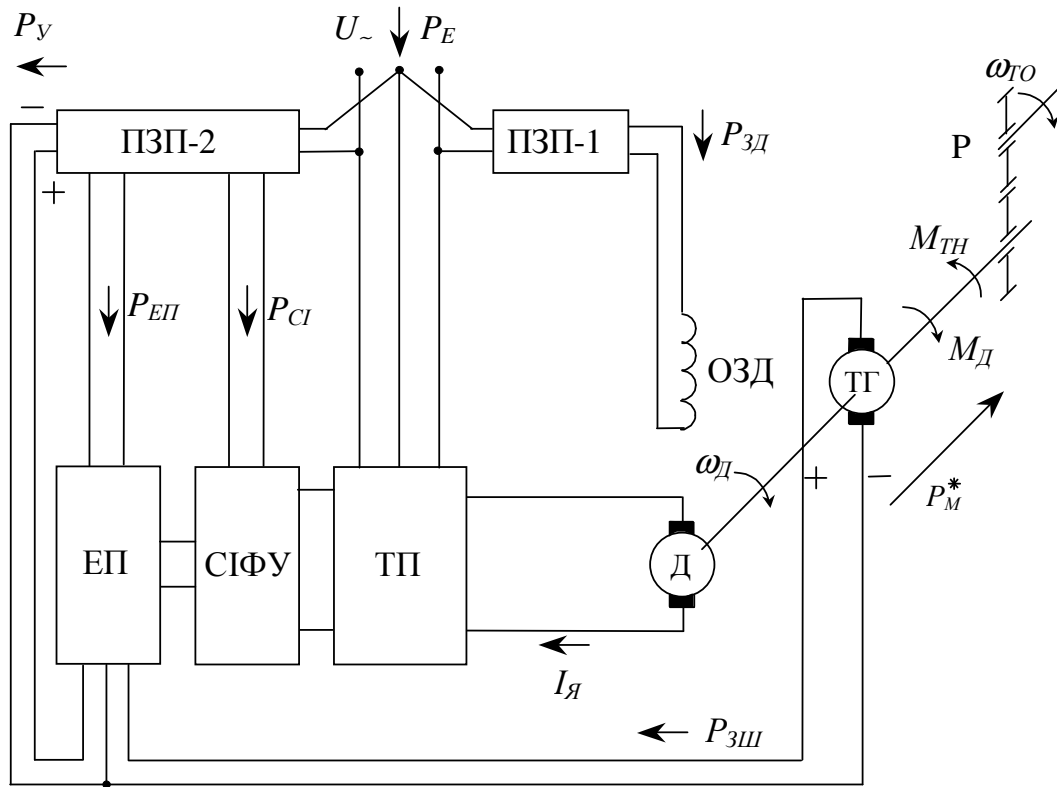 P_У
U_~
P_E
ω_ТО
−
ПЗП-2
ПЗП-1
P_ЗД
Р
+
M_ТН
P_ЕП
P_СІ
M_Д
ОЗД
ТГ
ω_Д
+
−
P_M^*
ЕП
СІФУ
ТП
Д
I_Я
P_ЗШ